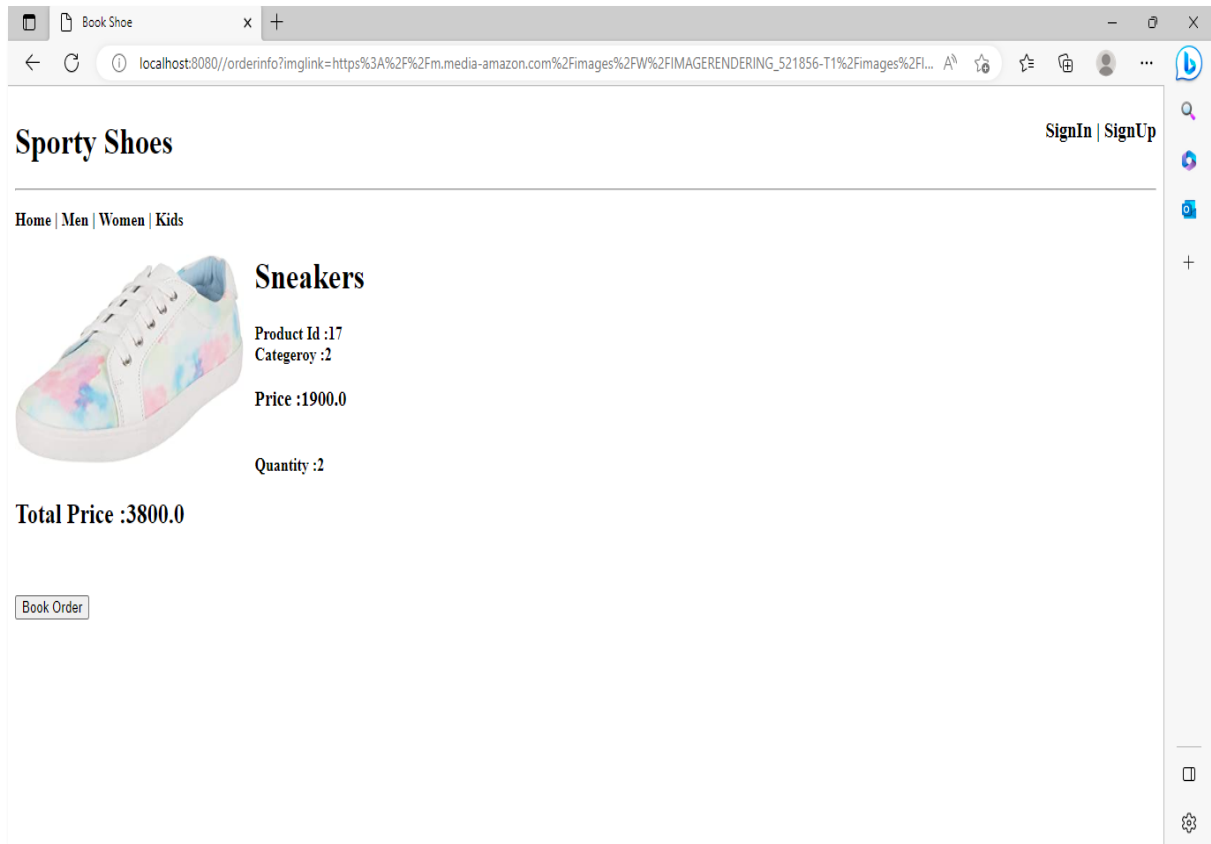 Book Shoe
localhost:8080//orderinfo?imglink=https%3A%2F%2Fm.media-amazon.com%2Fimages%2FW%2FIMAGERENDERING_521856-T1%2Fimages%2FI...
Sporty Shoes
SignIn | SignUp
Home | Men | Women | Kids
Sneakers
Product Id :17
Categeroy :2
Price :1900.0
Quantity :2
Total Price :3800.0
Book Order